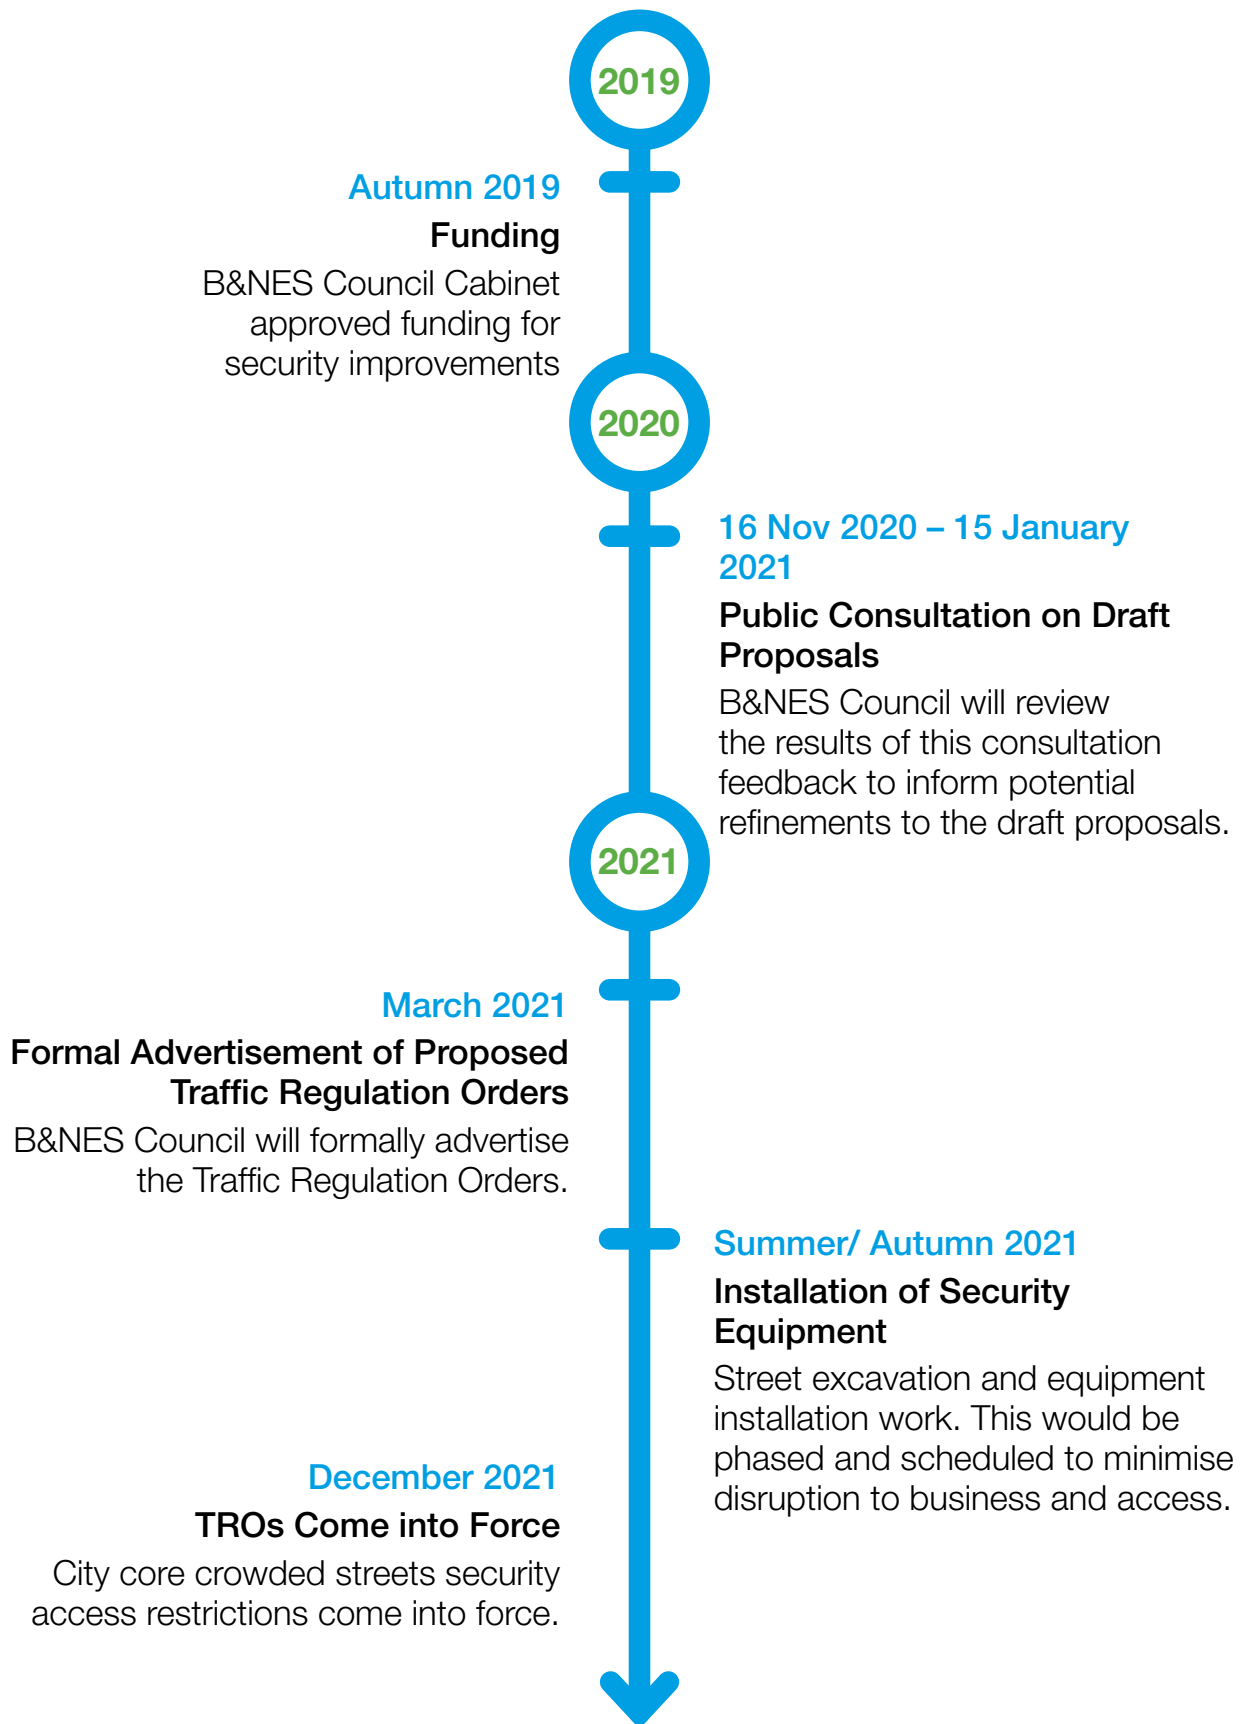 2019
Autumn 2019
Funding
B&NES Council Cabinet
approved funding for
security improvements
2020
16 Nov 2020 – 15 January
2021
Public Consultation on Draft
Proposals
B&NES Council will review
the results of this consultation
feedback to inform potential
refinements to the draft proposals.
2021
March 2021
Formal Advertisement of Proposed
Traffic Regulation Orders
B&NES Council will formally advertise
the Traffic Regulation Orders.
Summer/ Autumn 2021
Installation of Security
Equipment
Street excavation and equipment
installation work. This would be
phased and scheduled to minimise
disruption to business and access.
December 2021
TROs Come into Force
City core crowded streets security
access restrictions come into force.